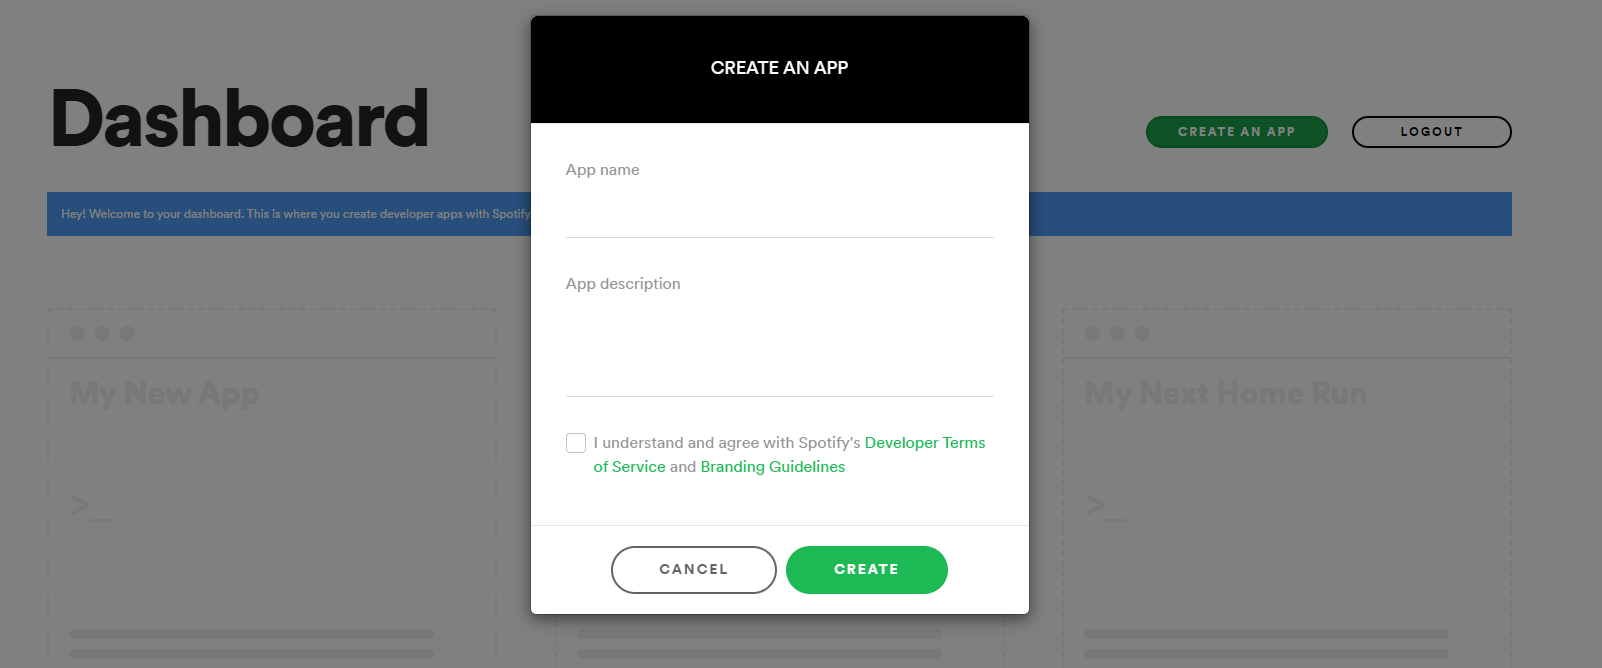 Dashboard
CREATE AN APP
LOGOUT
Hey! Welcome to your dashboard. This is where you create developer apps with Spotify
My New App
>_
My Next Home Run
>_
CREATE AN APP
App name
App description
I understand and agree with Spotify's Developer Terms
of Service and Branding Guidelines
CANCEL
CREATE